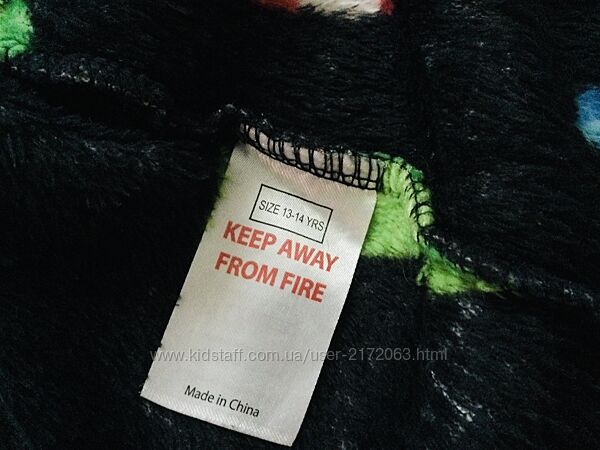 SIZE 13-14 YRS
KEEP AWAY
FROM FIRE
www.kidstaff.com.ua/user-2172063.html
Made in China